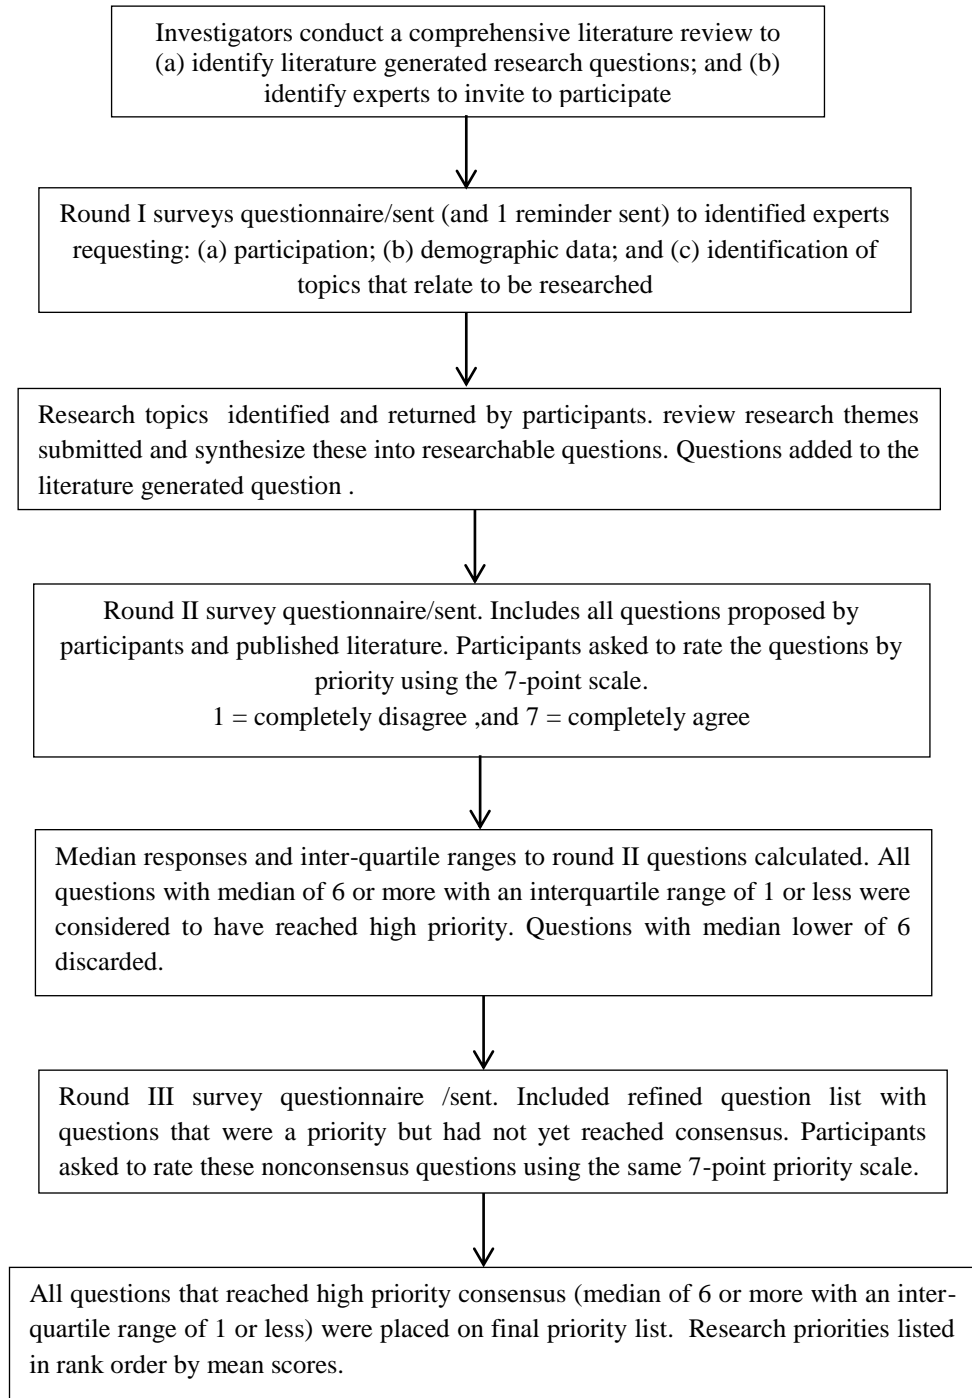 Investigators conduct a comprehensive literature review to
(a) identify literature generated research questions; and (b)
identify experts to invite to participate
Round I surveys questionnaire/sent (and 1 reminder sent) to identified experts
requesting: (a) participation; (b) demographic data; and (c) identification of
topics that relate to be researched
Research topics  identified and returned by participants. review research themes
submitted and synthesize these into researchable questions. Questions added to the
literature generated question .
Round II survey questionnaire/sent. Includes all questions proposed by
participants and published literature. Participants asked to rate the questions by
priority using the 7-point scale.
1 = completely disagree ,and 7 = completely agree
Median responses and inter-quartile ranges to round II questions calculated. All
questions with median of 6 or more with an interquartile range of 1 or less were
considered to have reached high priority. Questions with median lower of 6
discarded.
Round III survey questionnaire /sent. Included refined question list with
questions that were a priority but had not yet reached consensus. Participants
asked to rate these nonconsensus questions using the same 7-point priority scale.
All questions that reached high priority consensus (median of 6 or more with an inter-
quartile range of 1 or less) were placed on final priority list.  Research priorities listed
in rank order by mean scores.